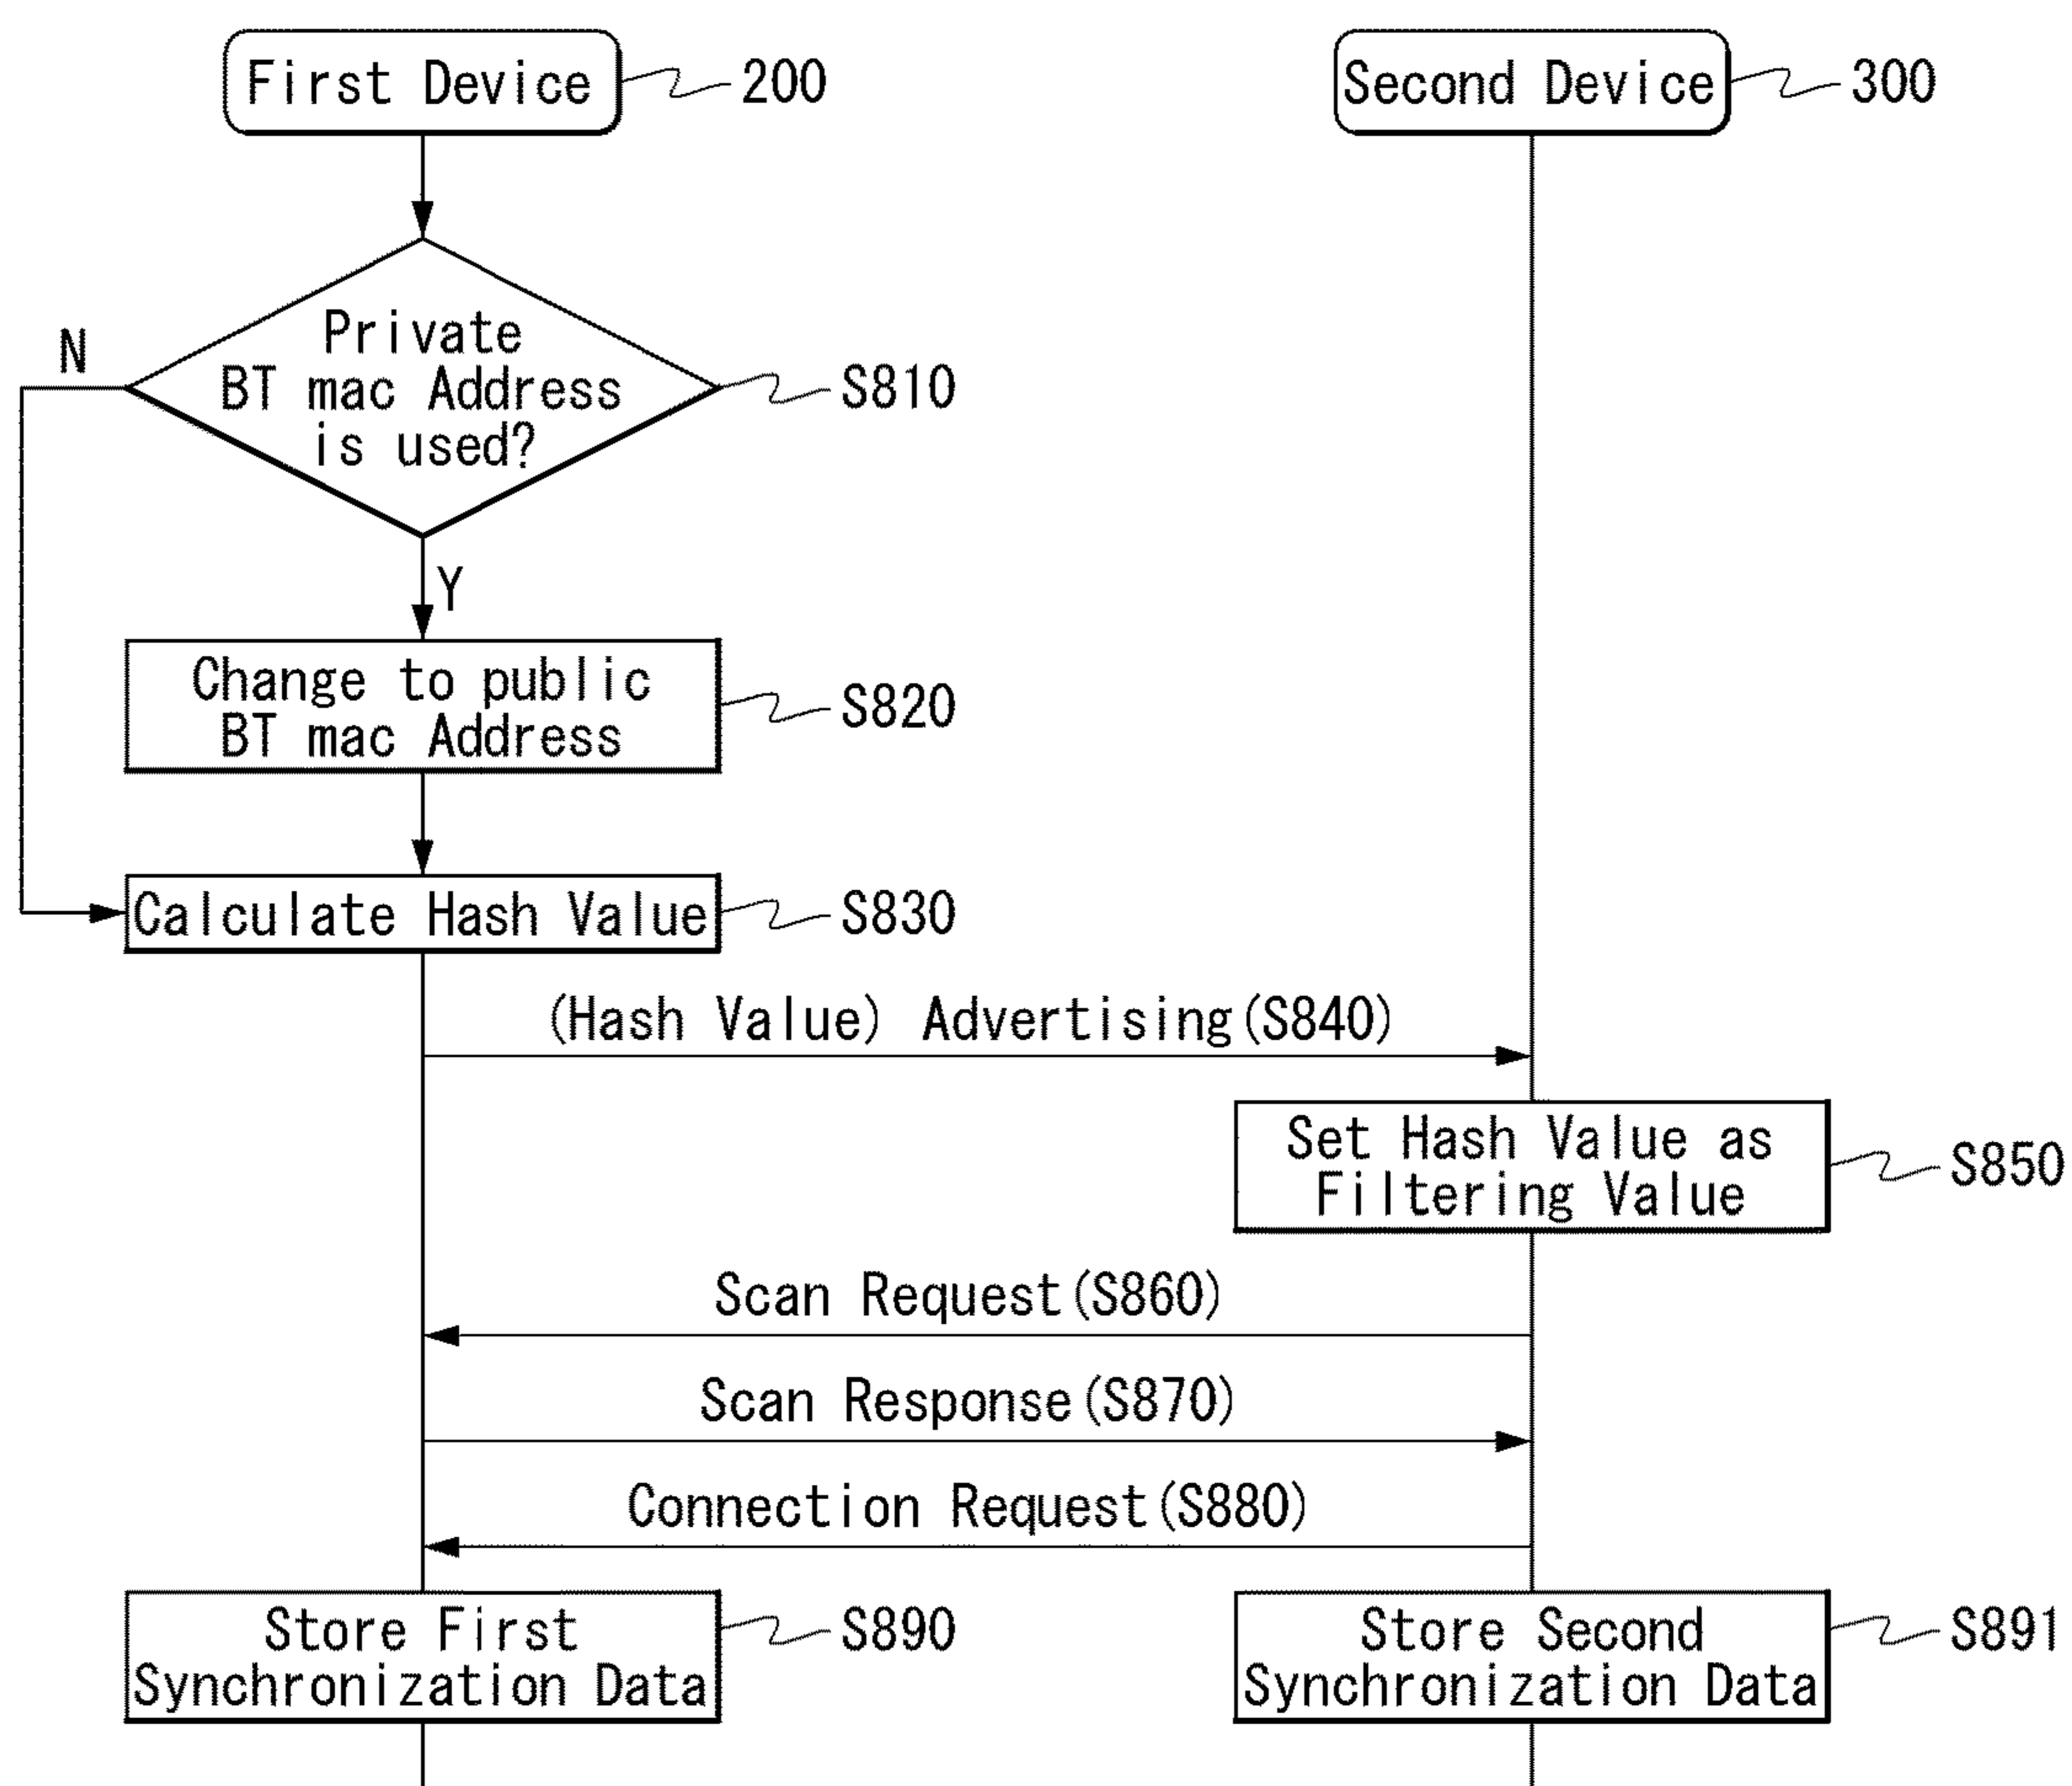 First Device
200
Second Device
300
Private
BT mac Address
is used?
N
S810
Y
Change to public
BT mac Address
S820
Calculate Hash Value
S830
(Hash Value) Advertising(S840)
Set Hash Value as
Filtering Value
S850
Scan Request(S860)
Scan Response(S870)
Connection Request(S880)
Store First
Synchronization Data
S890
Store Second
Synchronization Data
S891